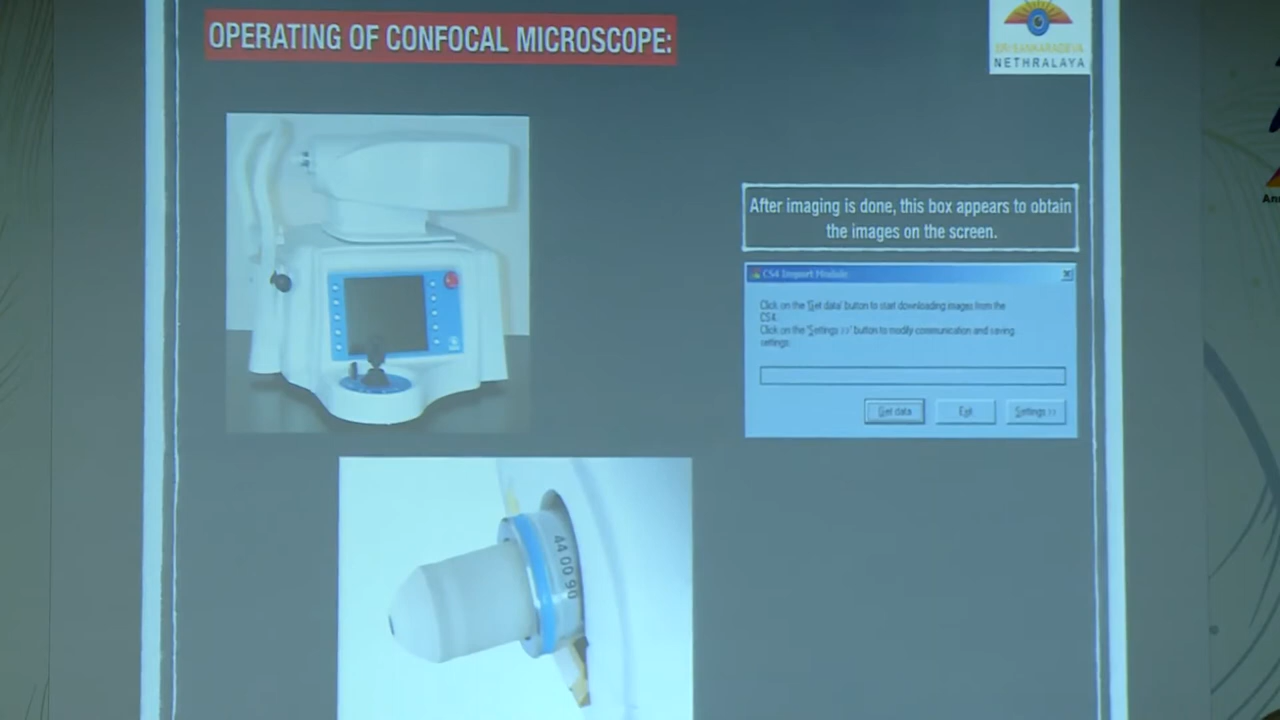 OPERATING OF CONFOCAL MICROSCOPE:
SRI SANKARADEVA
NETHRALAYA
After imaging is done, this box appears to obtain
the images on the screen.
CS4 Import Module
Click on the 'Get data' button to start downloading images from the
CS4.
Click on the 'Settings >>' button to modify communication and saving
settings:
Get data
Exit
Settings >>
44 00 90